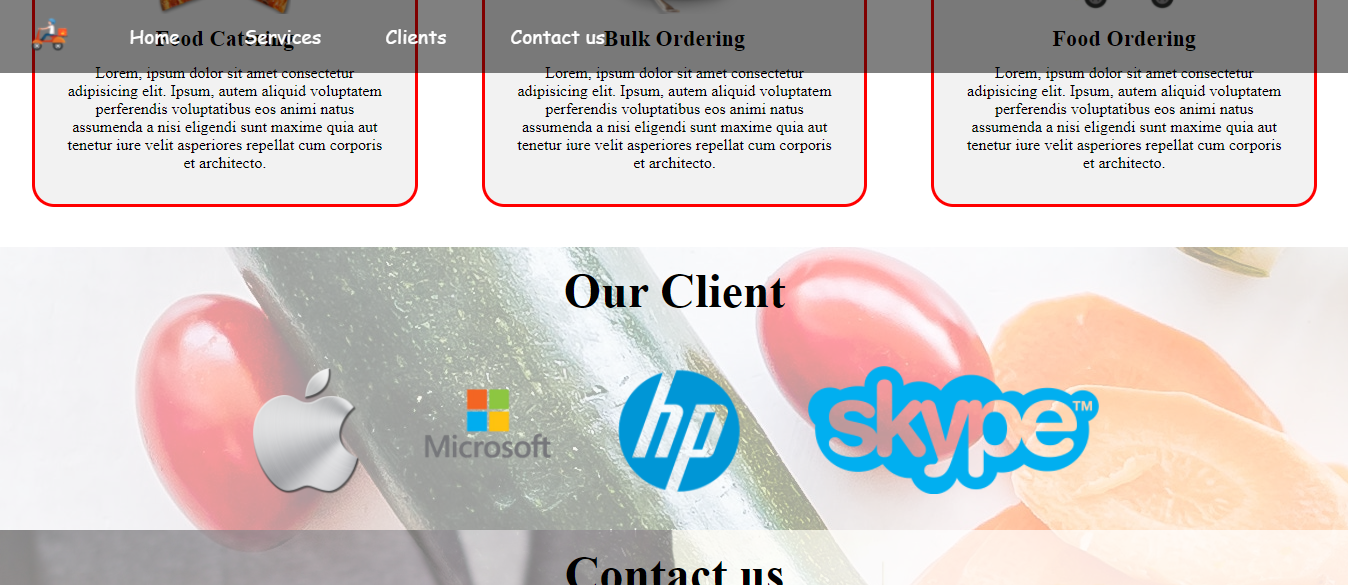 Home Services Clients Contact us
Food Catering
Lorem, ipsum dolor sit amet consectetur
adipisicing elit. Ipsum, autem aliquid voluptatem
perferendis voluptatibus eos animi natus
assumenda a nisi eligendi sunt maxime quia aut
tenetur iure velit asperiores repellat cum corporis
et architecto.
Bulk Ordering
Lorem, ipsum dolor sit amet consectetur
adipisicing elit. Ipsum, autem aliquid voluptatem
perferendis voluptatibus eos animi natus
assumenda a nisi eligendi sunt maxime quia aut
tenetur iure velit asperiores repellat cum corporis
et architecto.
Food Ordering
Lorem, ipsum dolor sit amet consectetur
adipisicing elit. Ipsum, autem aliquid voluptatem
perferendis voluptatibus eos animi natus
assumenda a nisi eligendi sunt maxime quia aut
tenetur iure velit asperiores repellat cum corporis
et architecto.
Our Client
Microsoft
hp
skype™
Contact us